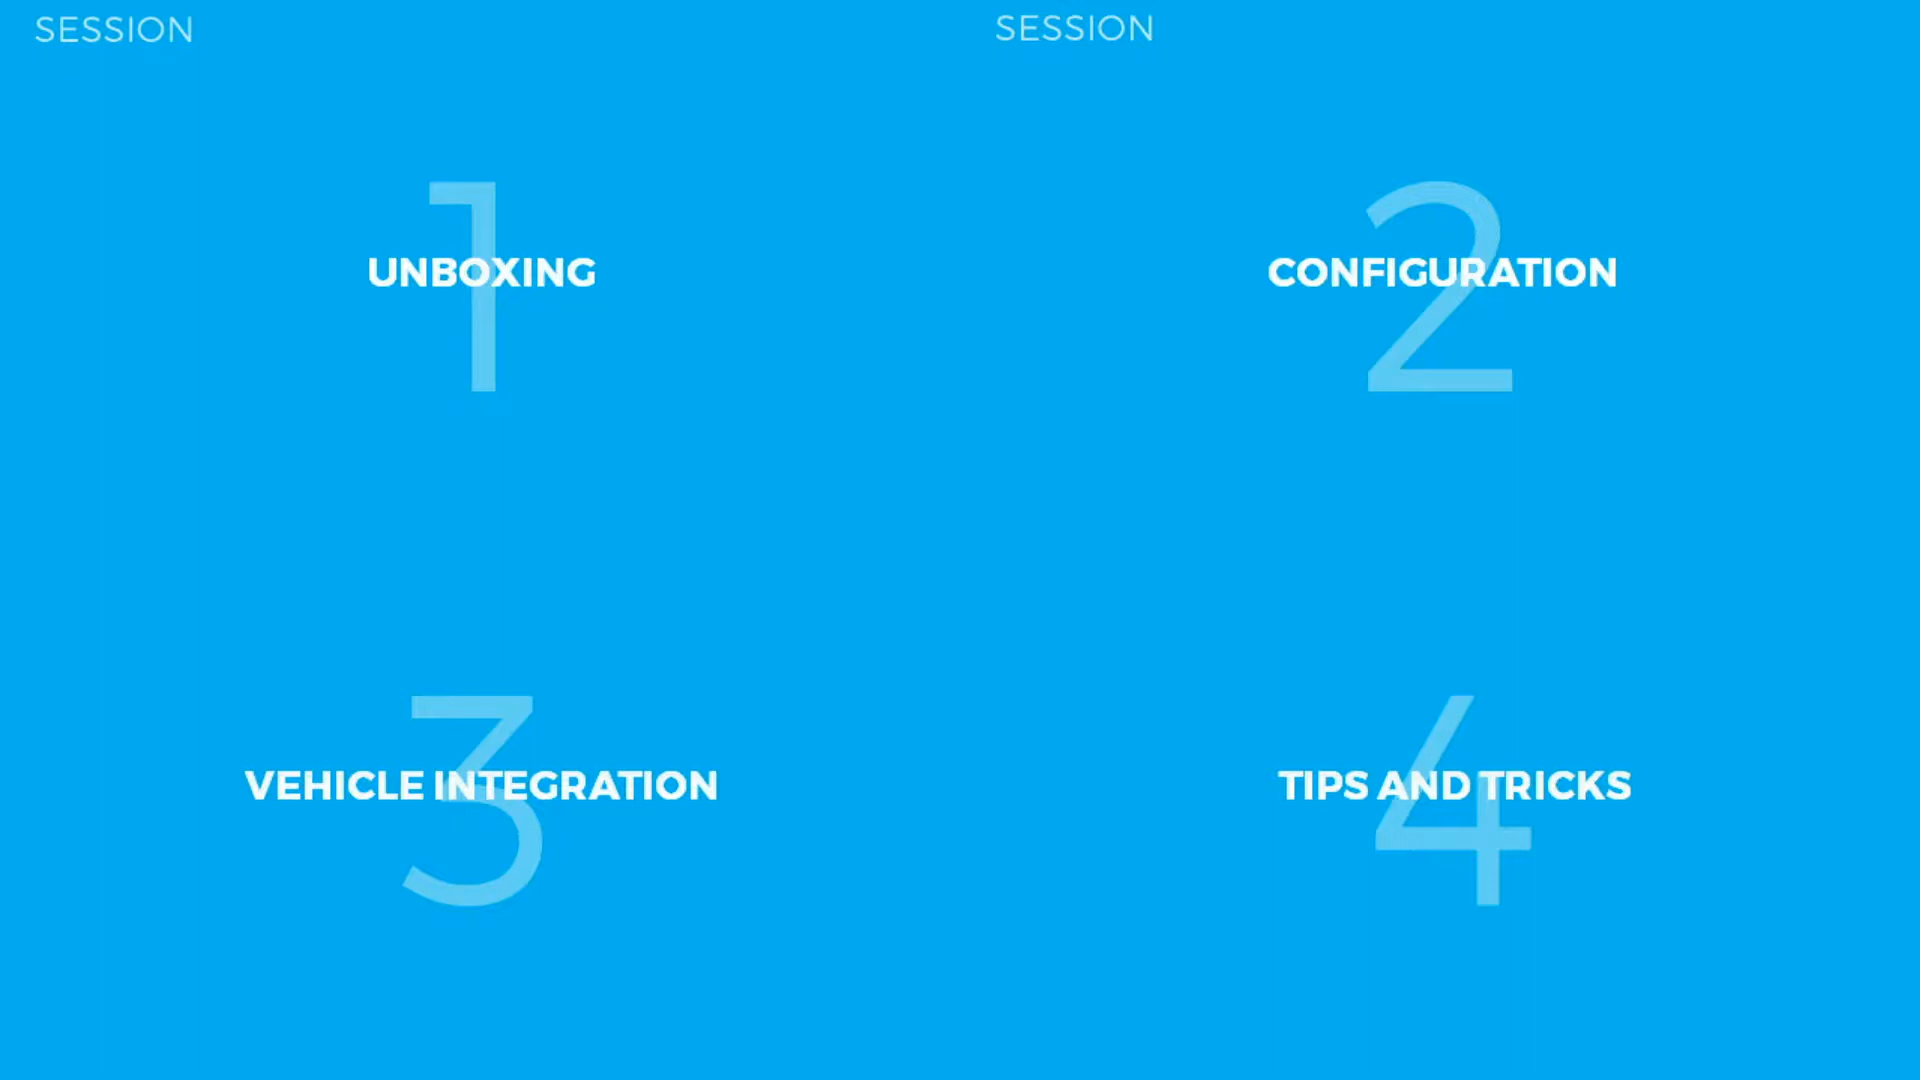 SESSION
1
UNBOXING
SESSION
2
CONFIGURATION
3
VEHICLE INTEGRATION
4
TIPS AND TRICKS